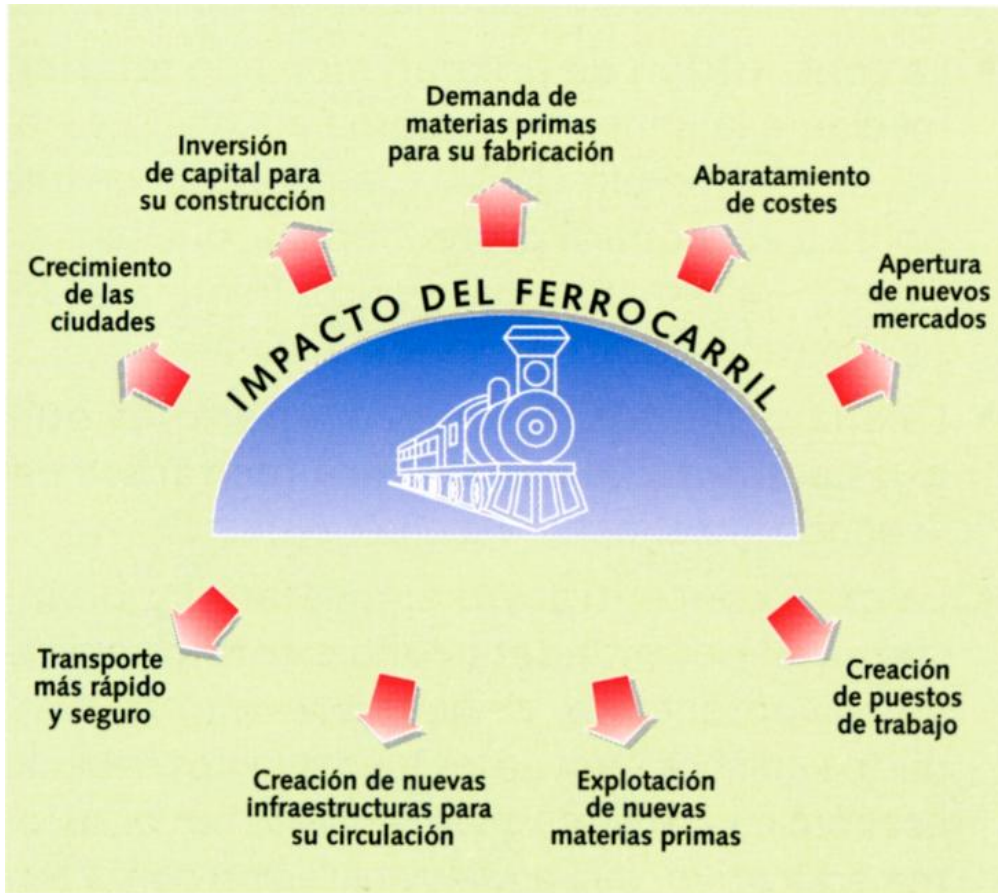 Demanda de
materias primas
para su fabricación
Inversión
de capital para
su construcción
Abaratamiento
de costes
Crecimiento
de las
ciudades
Apertura
de nuevos
mercados
IMPACTO DEL FERROCARRIL
Transporte
más rápido
y seguro
Creación
de puestos
de trabajo
Creación de nuevas
infraestructuras para
su circulación
Explotación
de nuevas
materias primas